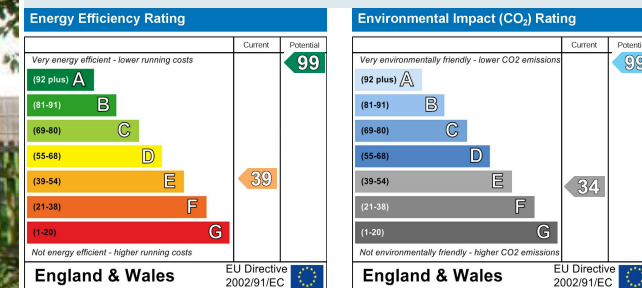 Energy Efficiency Rating
Current Potential
Very energy efficient - lower running costs
99
(92 plus) A
(81-91) B
(69-80) C
(55-68) D
(39-54) E
39
(21-38) F
(1-20) G
Not energy efficient - higher running costs
England & Wales
EU Directive
2002/91/EC
Environmental Impact (CO₂) Rating
Current Potential
Very environmentally friendly - lower CO2 emissions
99
(92 plus) A
(81-91) B
(69-80) C
(55-68) D
(39-54) E
34
(21-38) F
(1-20) G
Not environmentally friendly - higher CO2 emissions
England & Wales
EU Directive
2002/91/EC